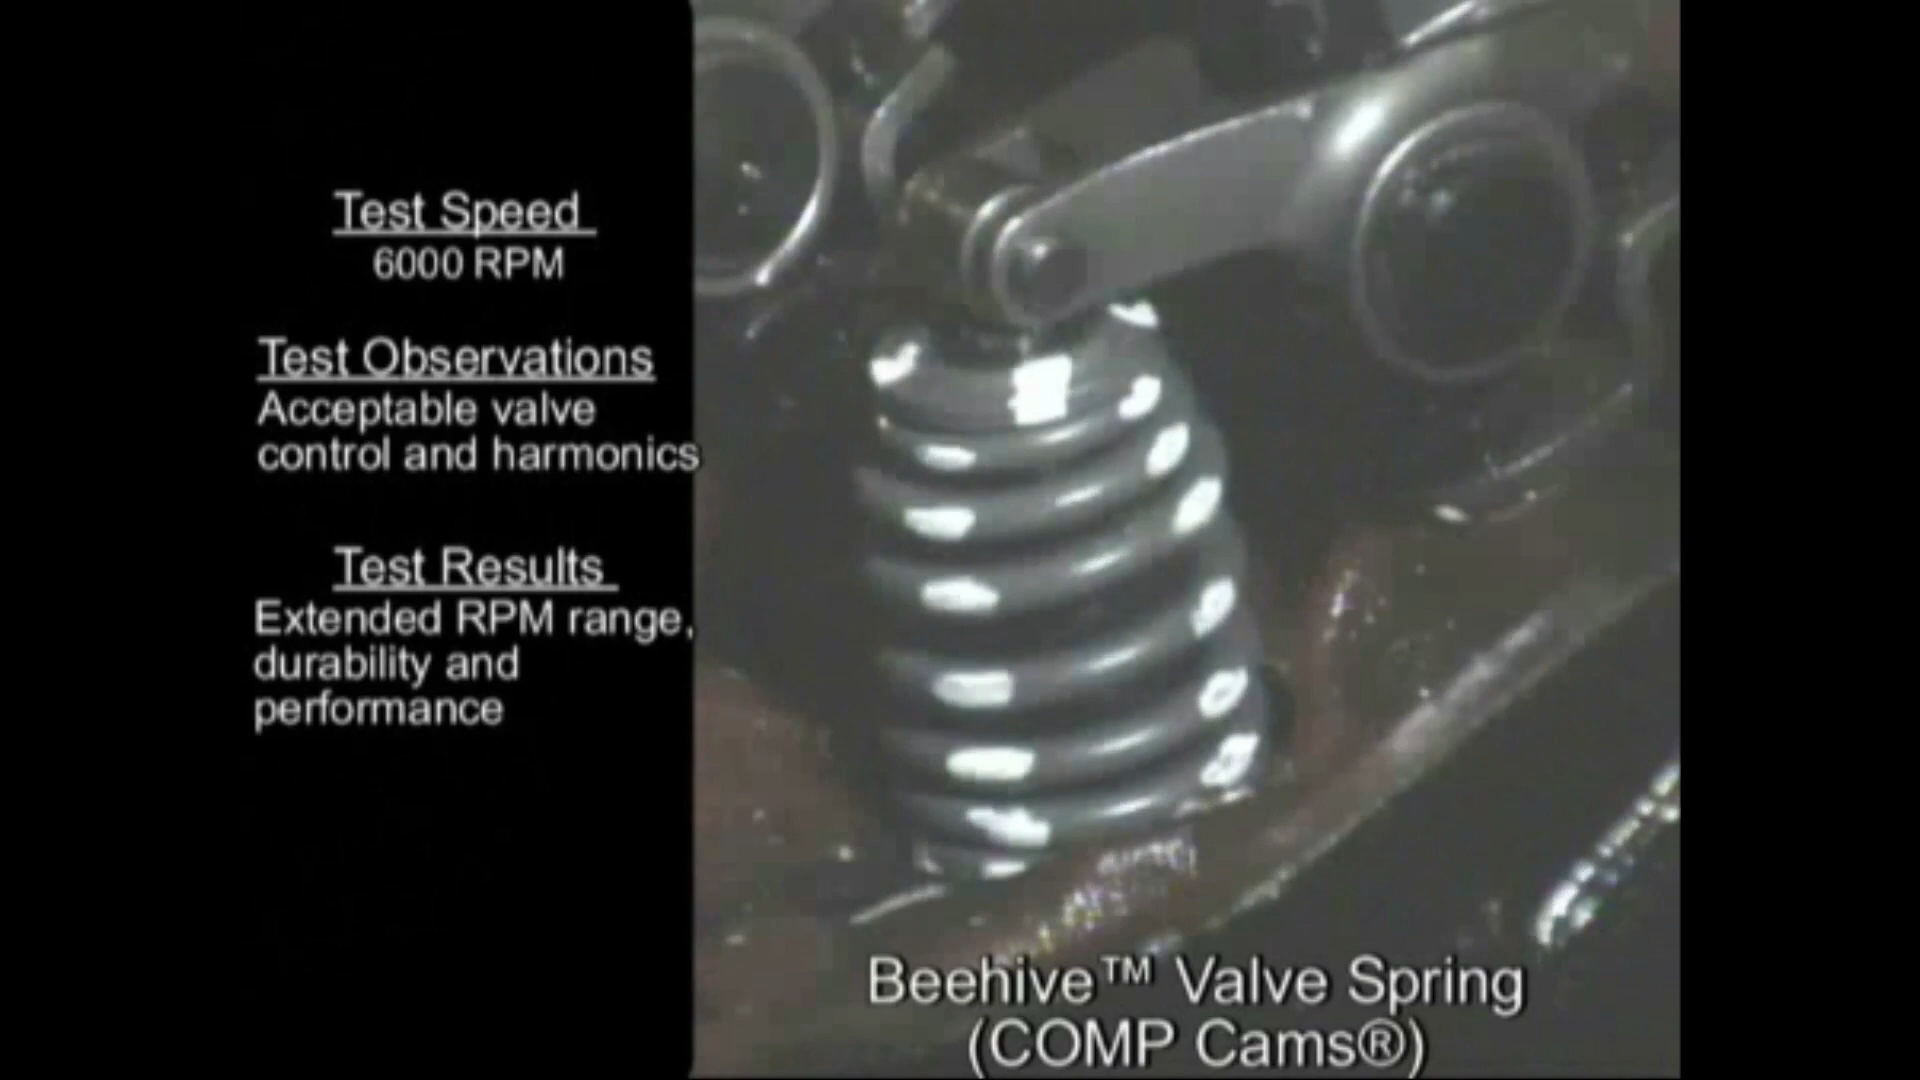 Test Speed
6000 RPM
Test Observations
Acceptable valve
control and harmonics
Test Results
Extended RPM range,
durability and
performance
Beehive™ Valve Spring
(COMP Cams®)